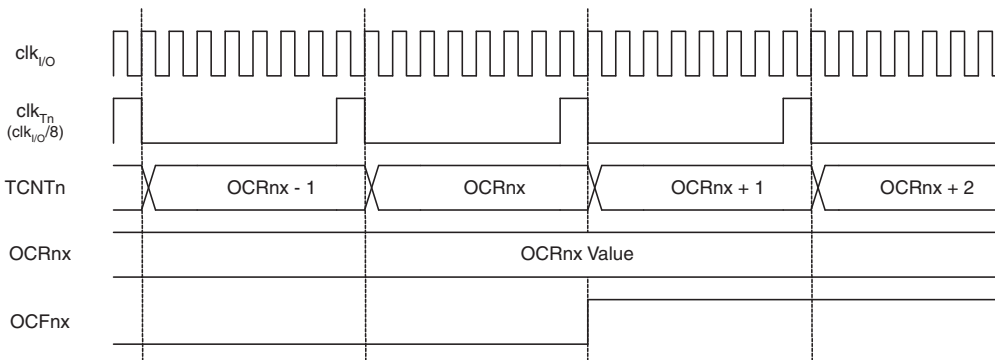 clkI/O
clkTn
(clkI/O/8)
TCNTn OCRnx - 1 OCRnx OCRnx + 1 OCRnx + 2
OCRnx OCRnx Value
OCFnx